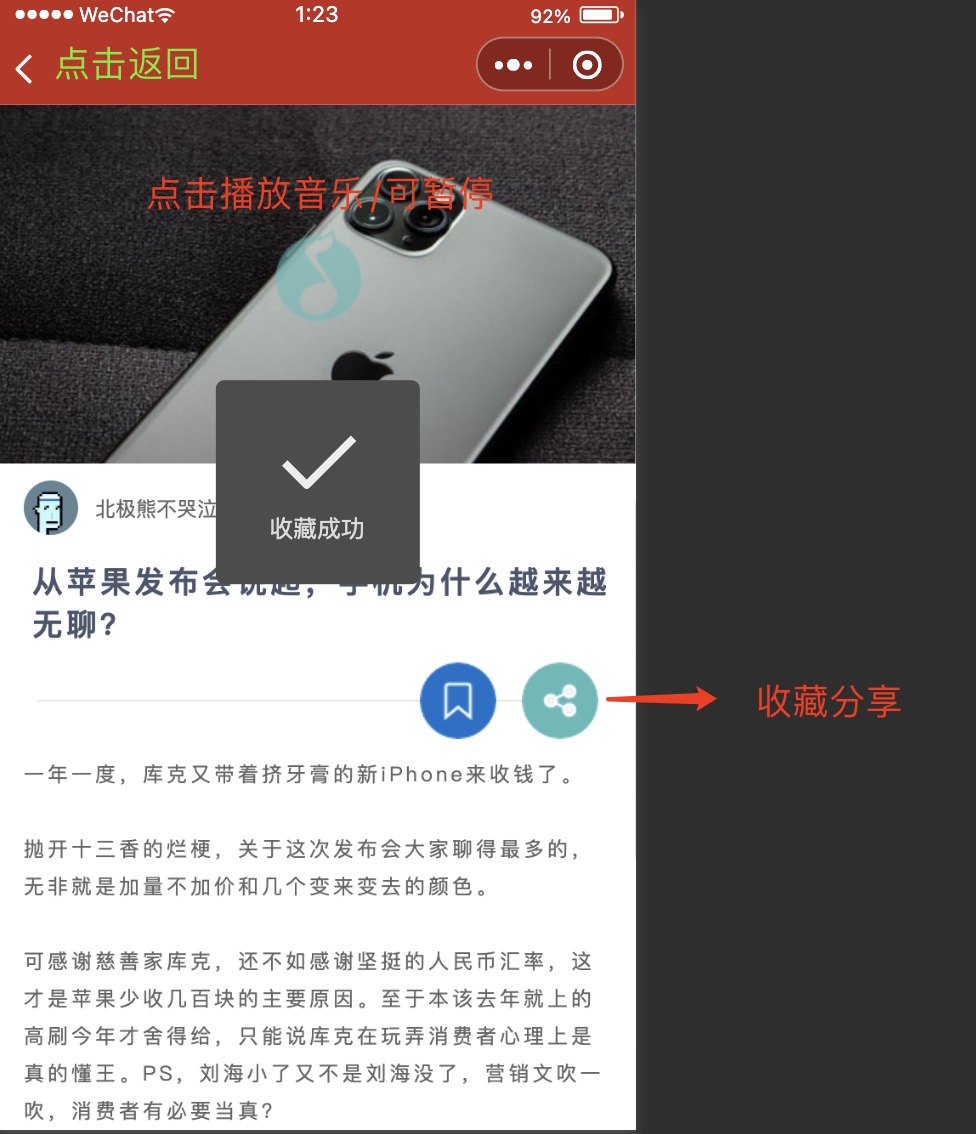 WeChat
1:23
92%
点击返回
点击播放音乐/可暂停
收藏成功
北极熊不哭泣
从苹果发布会说起，手机为什么越来越
无聊？
收藏分享
一年一度，库克又带着挤牙膏的新iPhone来收钱了。
抛开十三香的烂梗，关于这次发布会大家聊得最多的，
无非就是加量不加价和几个变来变去的颜色。
可感谢慈善家库克，还不如感谢坚挺的人民币汇率，这
才是苹果少收几百块的主要原因。至于本该去年就上的
高刷今年才舍得给，只能说库克在玩弄消费者心理上是
真的懂王。PS，刘海小了又不是刘海没了，营销文吹一
吹，消费者有必要当真？